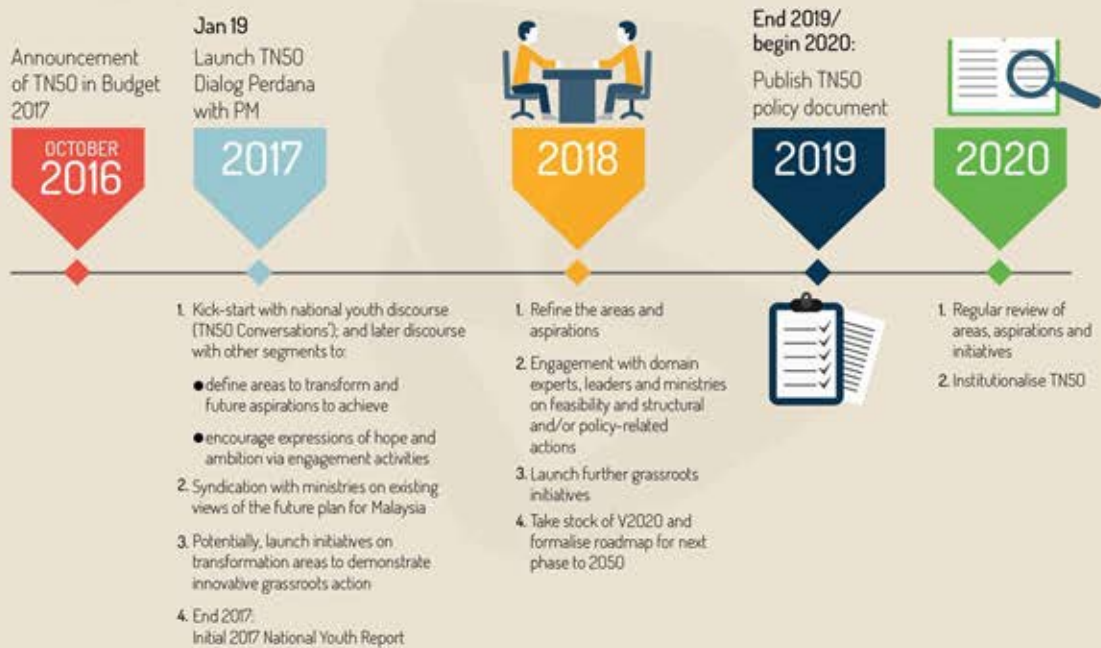 Announcement
of TN50 in Budget
2017
OCTOBER
2016
Jan 19
Launch TN50
Dialog Perdana
with PM
2017
1. Kick-start with national youth discourse
(TN50 Conversations'); and later discourse
with other segments to:
● define areas to transform and
future aspirations to achieve
● encourage expressions of hope and
ambition via engagement activities
2. Syndication with ministries on existing
views of the future plan for Malaysia
3. Potentially, launch initiatives on
transformation areas to demonstrate
innovative grassroots action
4. End 2017:
Initial 2017 National Youth Report
2018
1. Refine the areas and
aspirations
2. Engagement with domain
experts, leaders and ministries
on feasibility and structural
and/or policy-related
actions
3. Launch further grassroots
initiatives
4. Take stock of V2020 and
formalise roadmap for next
phase to 2050
End 2019/
begin 2020:
Publish TN50
policy document
2019
2020
1. Regular review of
areas, aspirations and
initiatives
2. Institutionalise TN50